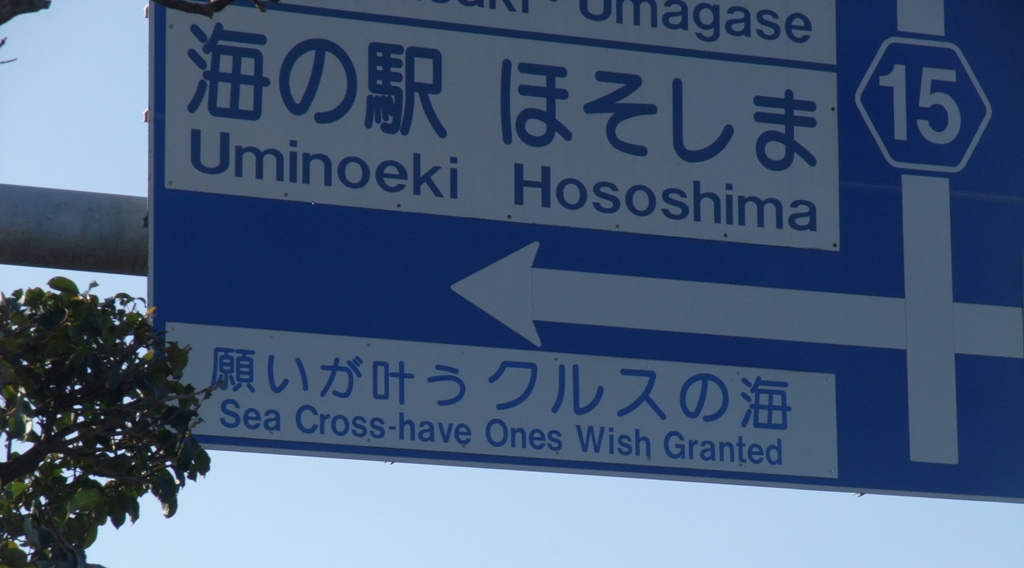 Umagase
海の駅 ほそしま
Uminoeki Hososhima
15
願いが叶う クルスの海
Sea Cross-have Ones Wish Granted